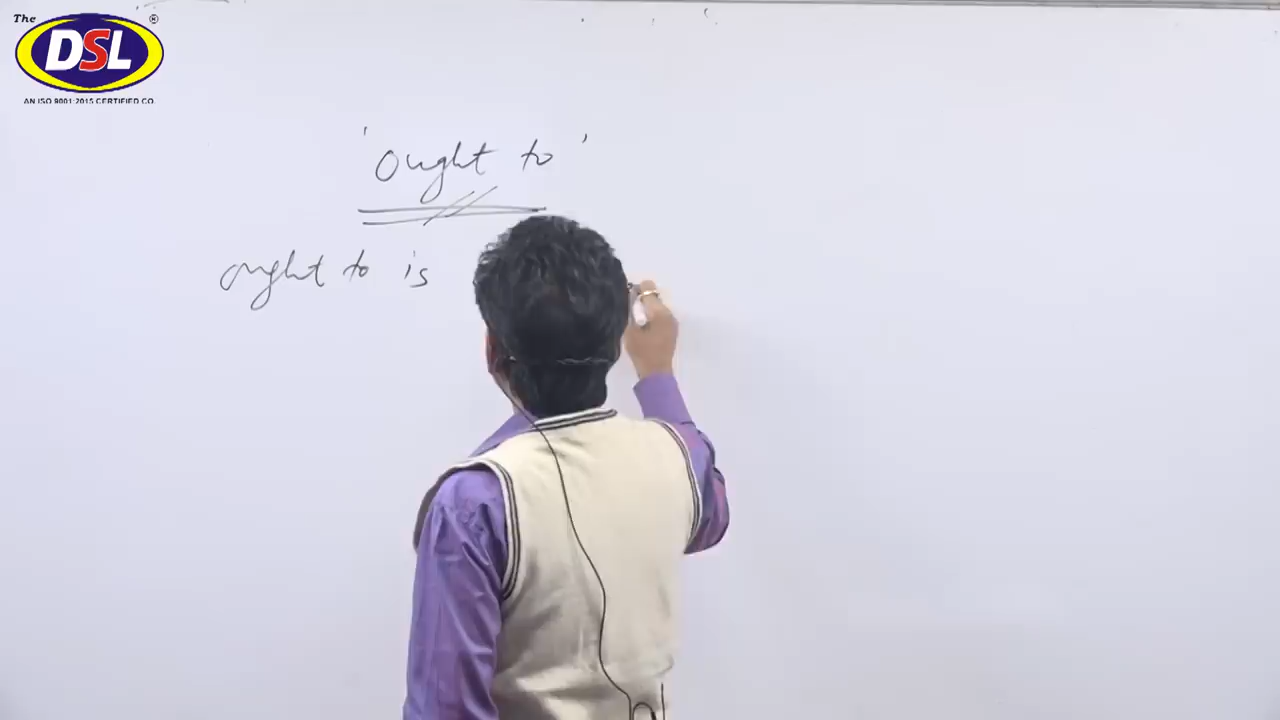 The
DSL ®
AN ISO 9001:2015 CERTIFIED CO.
'ought to'
ought to is